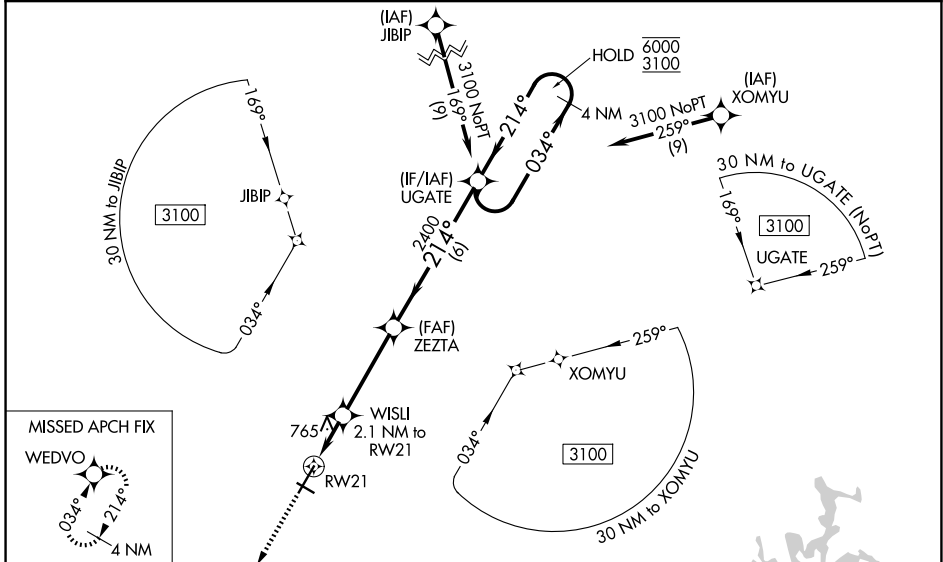 (IAF)
JIBIP
3100 NoPT
169°
(9)
HOLD
6000
3100
4 NM
214°
034°
(IAF)
XOMYU
3100 NoPT
259°
(9)
(IF/IAF)
UGATE
2400
214°
(6)
(FAF)
ZEZTA
WISLI
2.1 NM to
RW21
765
RW21
30 NM to JIBIP
169°
JIBIP
3100
034°
30 NM to UGATE (NoPT)
169°
3100
UGATE
259°
259°
XOMYU
034°
3100
30 NM to XOMYU
MISSED APCH FIX
WEDVO
034°
214°
4 NM